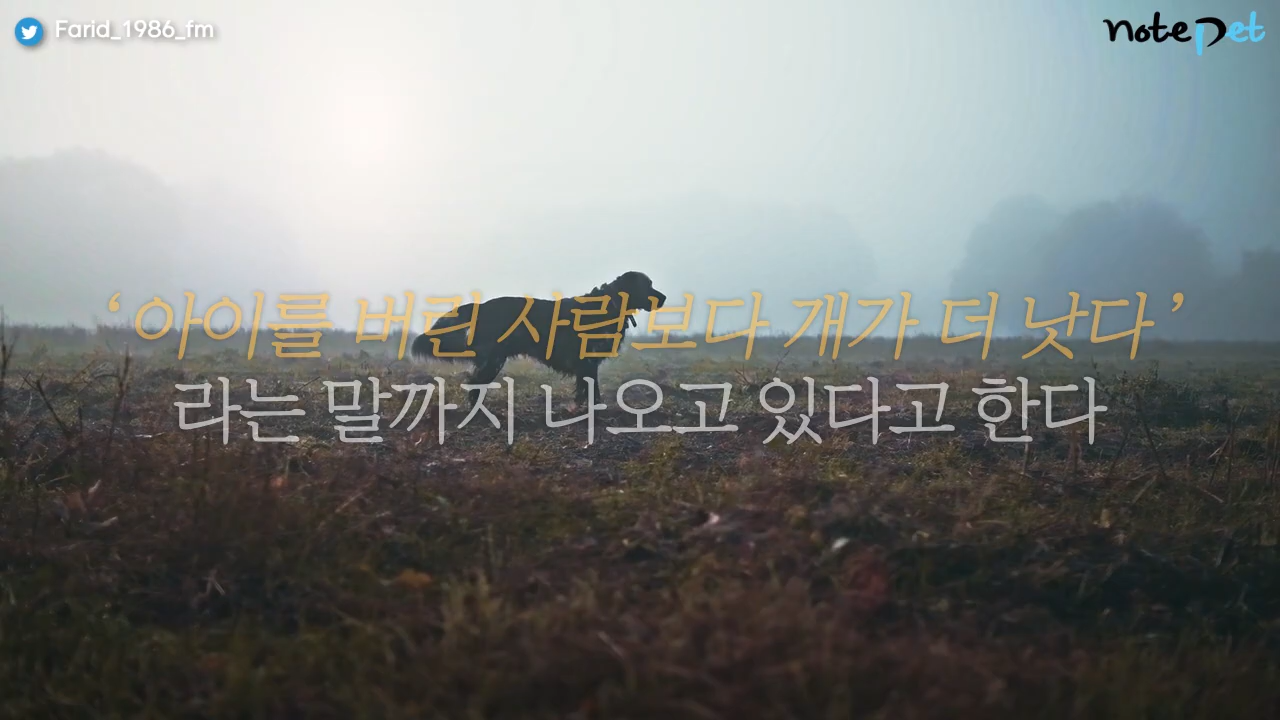 Farid_1986_fm
notepet
‘아이를 버린 사람보다 개가 더 낫다’
라는 말까지 나오고 있다고 한다